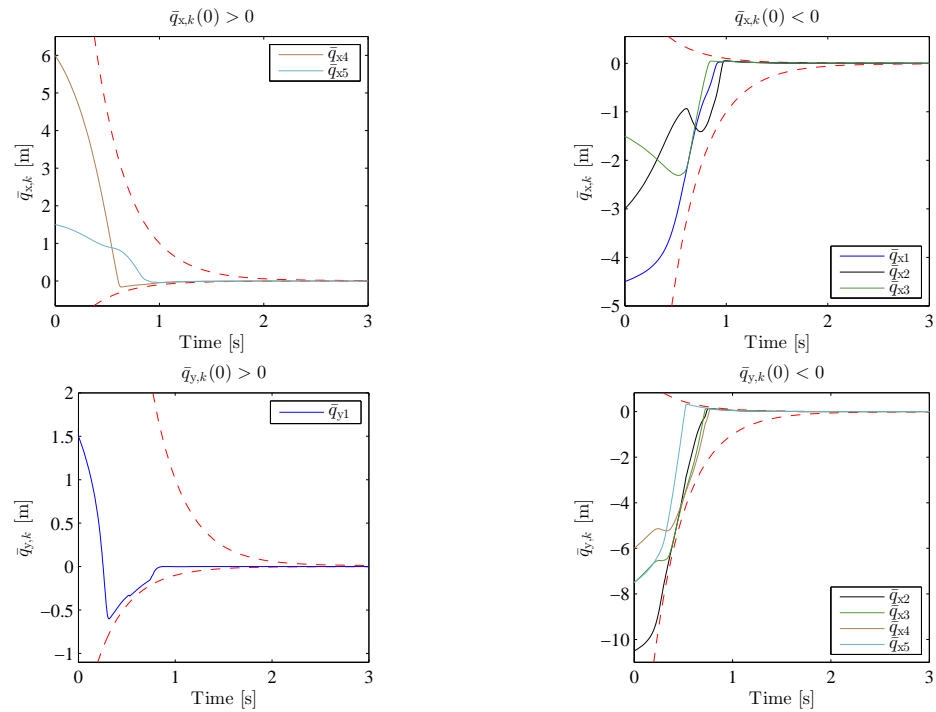 q̄x,k(0) > 0
6
5
4
3
2
1
0
q̄x,k [m]
q̄x4
q̄x5
0 1 2 3
Time [s]
q̄x,k(0) < 0
0
−1
−2
−3
−4
−5
q̄x,k [m]
q̄x1
q̄x2
q̄x3
0 1 2 3
Time [s]
q̄y,k(0) > 0
2
1.5
1
0.5
0
−0.5
−1
q̄y,k [m]
q̄y1
0 1 2 3
Time [s]
q̄y,k(0) < 0
0
−2
−4
−6
−8
−10
q̄y,k [m]
q̄x2
q̄x3
q̄x4
q̄x5
0 1 2 3
Time [s]